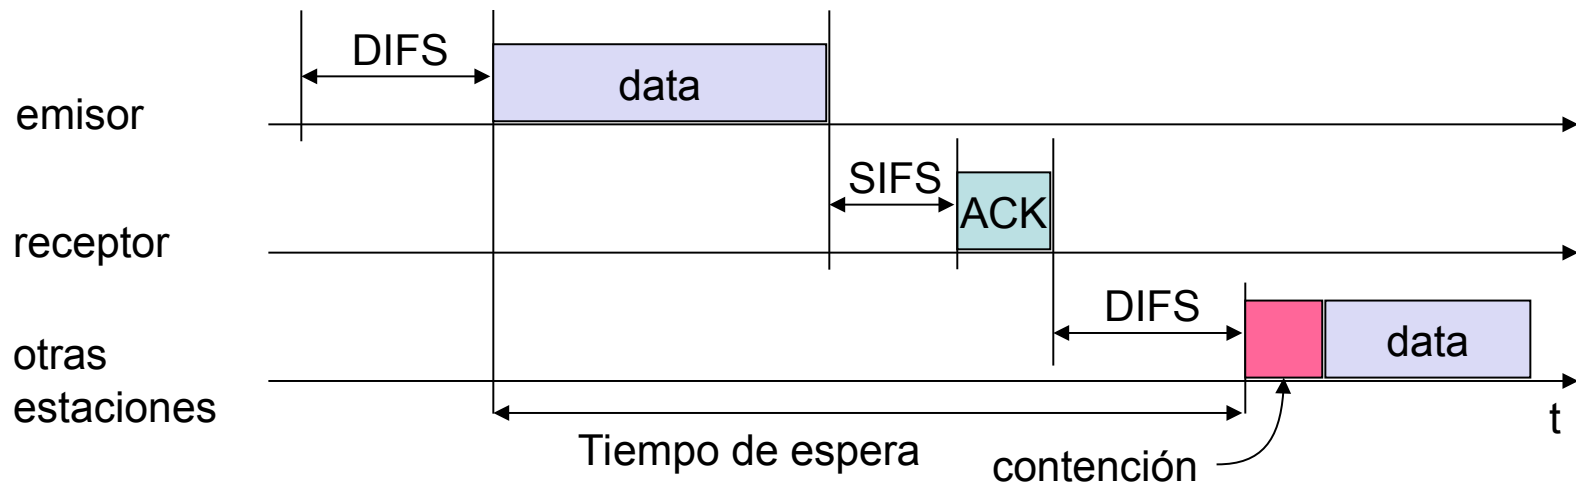 DIFS
data
emisor
SIFS
ACK
receptor
DIFS
data
otras
estaciones
t
Tiempo de espera
contención